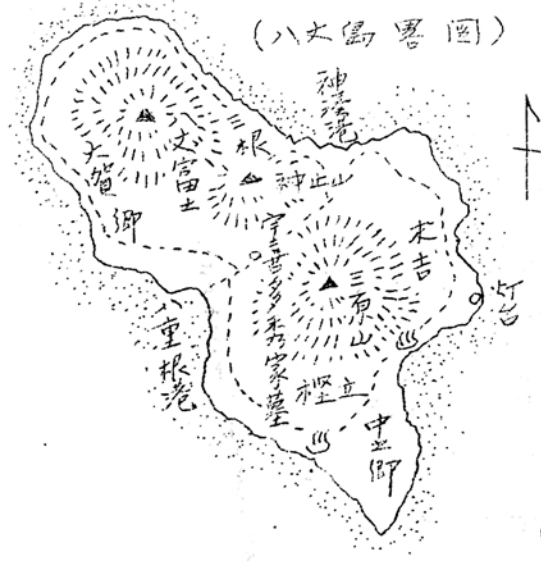 (八丈島畧図)
神湊港
三根
八丈富士
大賀郷
神止山
宇喜多秀家墓
末吉
三原山
灯台
八重根港
樫立
中之郷